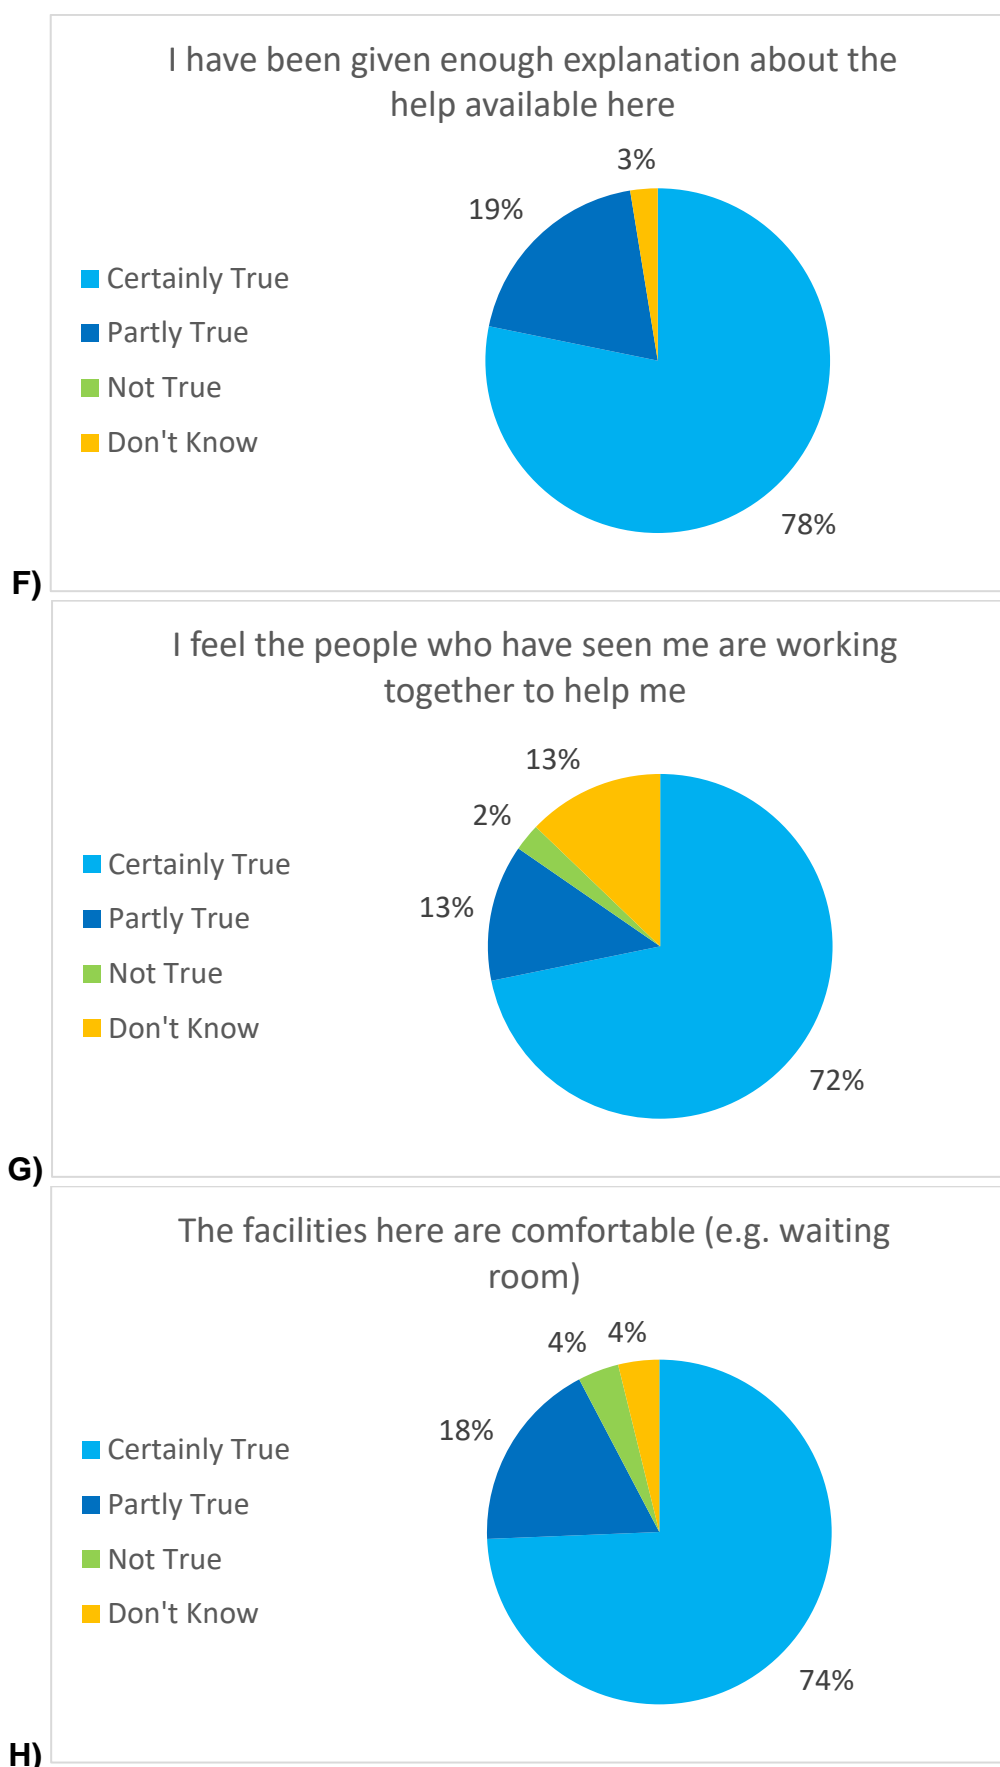 I have been given enough explanation about the
help available here
3%
19%
Certainly True
Partly True
Not True
Don't Know
78%
F)
I feel the people who have seen me are working
together to help me
13%
2%
13%
Certainly True
Partly True
Not True
Don't Know
72%
G)
The facilities here are comfortable (e.g. waiting
room)
4%
4%
18%
Certainly True
Partly True
Not True
Don't Know
74%
H)